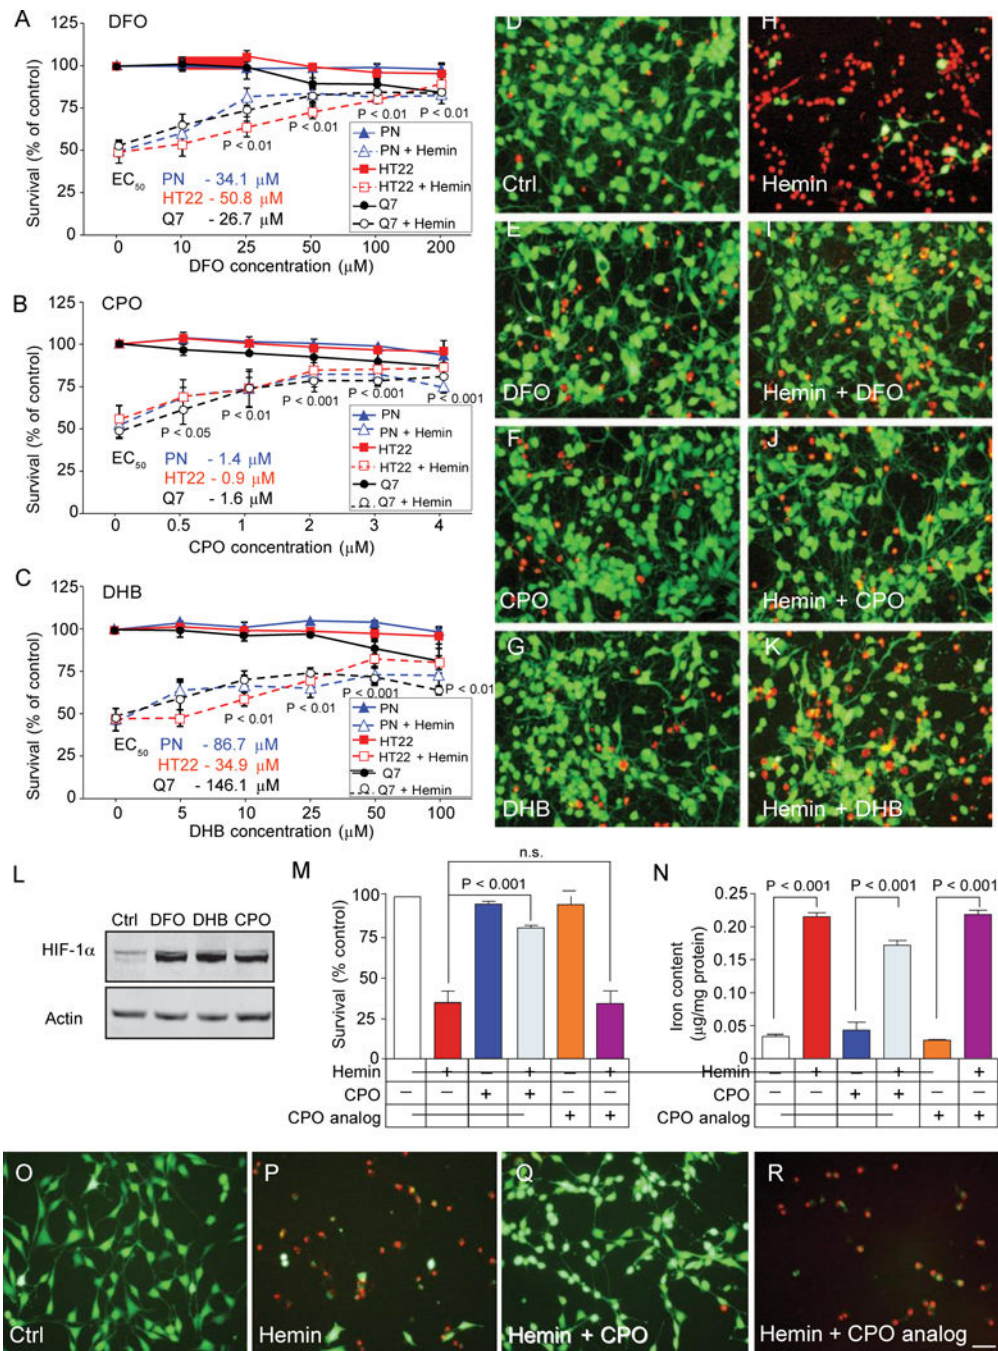 A
DFO
Survival (% of control)
125
100
75
50
125
0
P < 0.01
P < 0.01
P < 0.01
P < 0.01
EC50
PN - 34.1 μM
HT22 - 50.8 μM
Q7 - 26.7 μM
PN
PN + Hemin
HT22
HT22 + Hemin
Q7
Q7 + Hemin
0 10 25 50 100 200
DFO concentration (μM)
B
CPO
Survival (% of control)
125
100
75
50
125
0
P < 0.05
P < 0.01
P < 0.001
P < 0.001
P < 0.001
EC50
PN - 1.4 μM
HT22 - 0.9 μM
Q7 - 1.6 μM
PN
PN + Hemin
HT22
HT22 + Hemin
Q7
Q7 + Hemin
0 0.5 1 2 3 4
CPO concentration (μM)
C
DHB
Survival (% of control)
125
100
75
50
125
0
P < 0.01
P < 0.01
P < 0.001
P < 0.01
EC50
PN - 86.7 μM
HT22 - 34.9 μM
Q7 - 146.1 μM
PN
PN + Hemin
HT22
HT22 + Hemin
Q7
Q7 + Hemin
0 5 10 25 50 100
DHB concentration (μM)
D
Ctrl
H
Hemin
E
DFO
I
Hemin + DFO
F
CPO
J
Hemin + CPO
G
DHB
K
Hemin + DHB
L
Ctrl DFO DHB CPO
HIF-1α
Actin
M
n.s.
P < 0.001
Survival (% control)
100
75
50
25
0
Hemin
– + – + – +
CPO
– – + + – –
CPO analog
+ +
N
P < 0.001 P < 0.001 P < 0.001
Iron content
(μg/mg protein)
0.25
0.20
0.15
0.10
0.05
0.00
Hemin
– + – + – +
CPO
– – + + – –
CPO analog
+ +
O
Ctrl
P
Hemin
Q
Hemin + CPO
R
Hemin + CPO analog